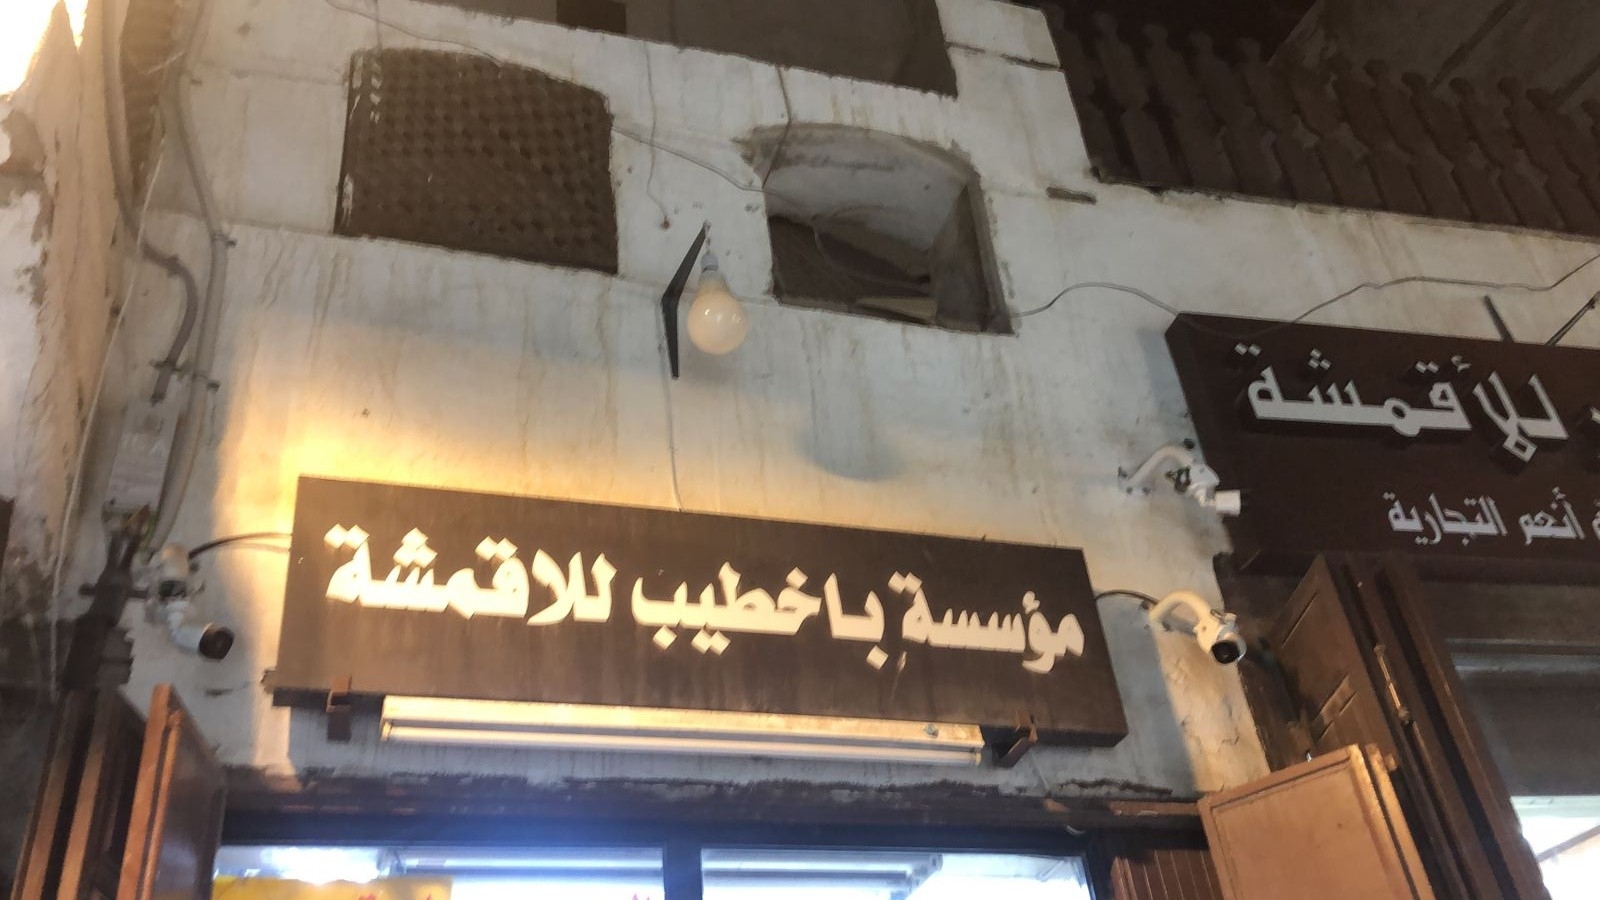 مؤسسة باخطيب للاقمشة
للأقمشة
أنعم التجارية